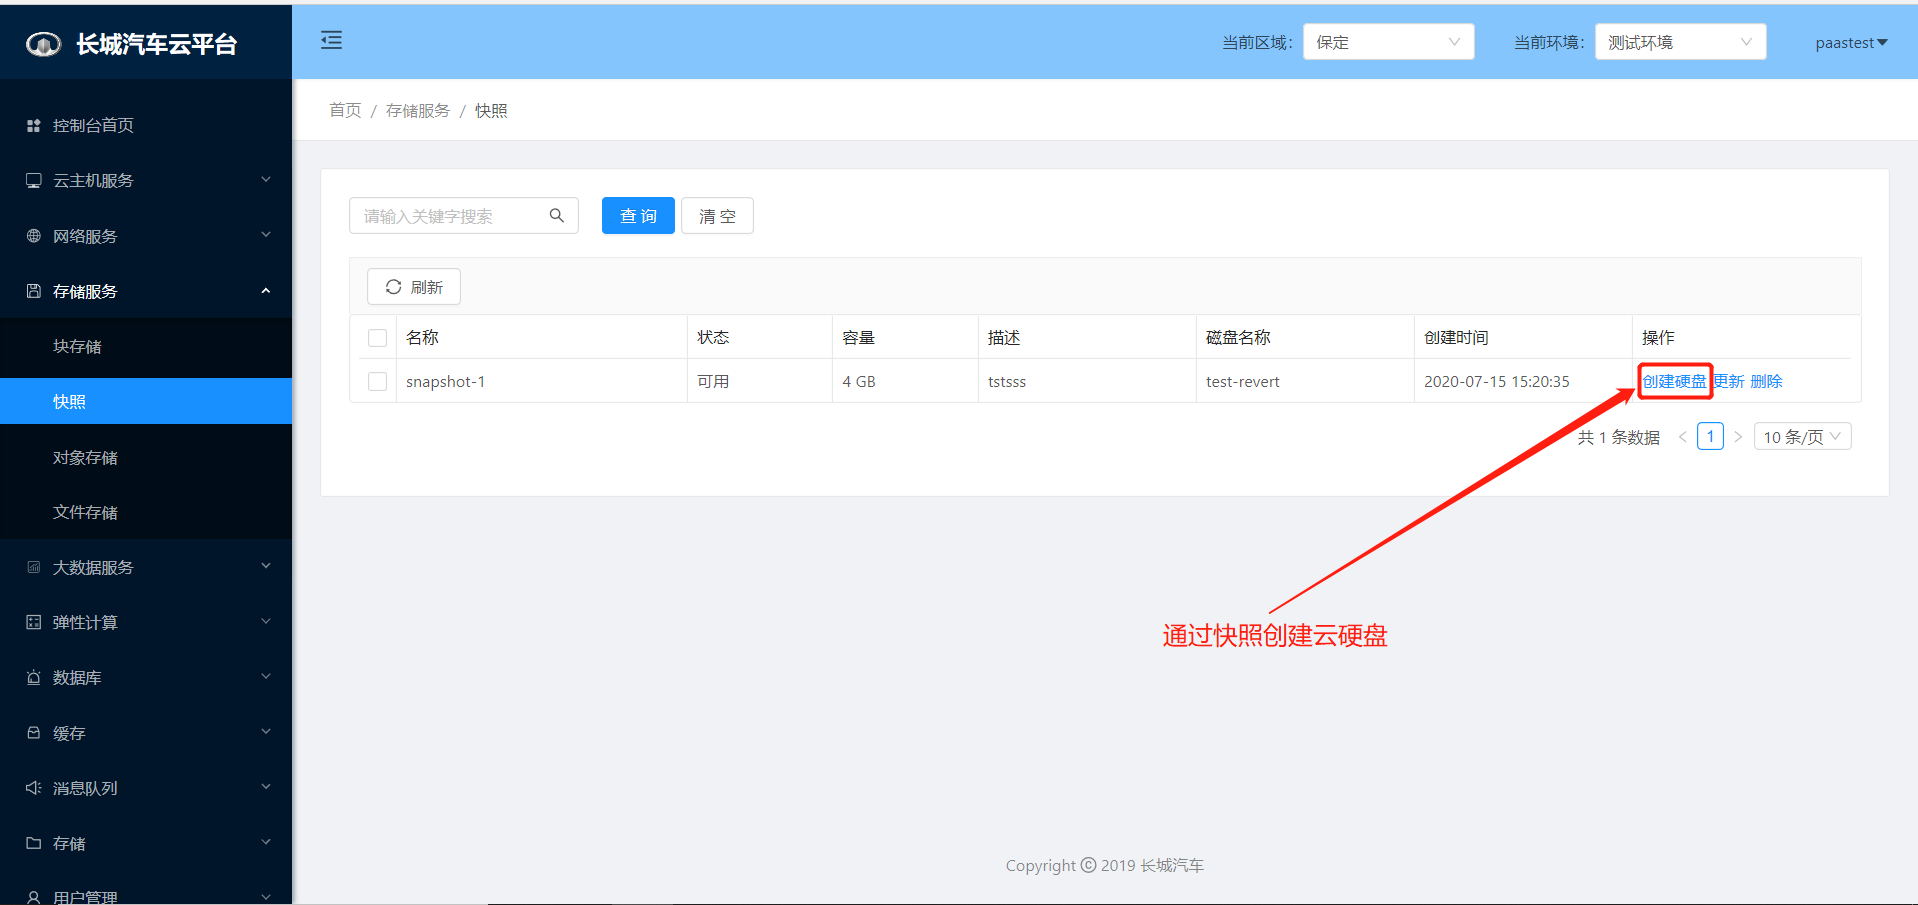 长城汽车云平台
当前区域： 保定 当前环境： 测试环境 paastest
首页 / 存储服务 / 快照
控制台首页
云主机服务
网络服务
存储服务
块存储
快照
对象存储
文件存储
大数据服务
弹性计算
数据库
缓存
消息队列
存储
用户管理
请输入关键字搜索 查 询 清 空
刷新
名称 状态 容量 描述 磁盘名称 创建时间 操作
snapshot-1 可用 4 GB tstsss test-revert 2020-07-15 15:20:35 创建硬盘 更新 删除
共 1 条数据 < 1 > 10 条/页
通过快照创建云硬盘
Copyright © 2019 长城汽车